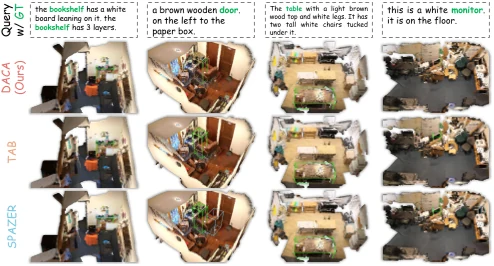 Query
w/ GT
the bookshelf has a white
board leaning on it. the
bookshelf has 3 layers.
a brown wooden door.
on the left to the
paper box.
The table with a light brown
wood top and white legs. It has
two tall white chairs tucked
under it.
this is a white monitor.
it is on the floor.
DACA
(Ours)
TAB
SPAZER